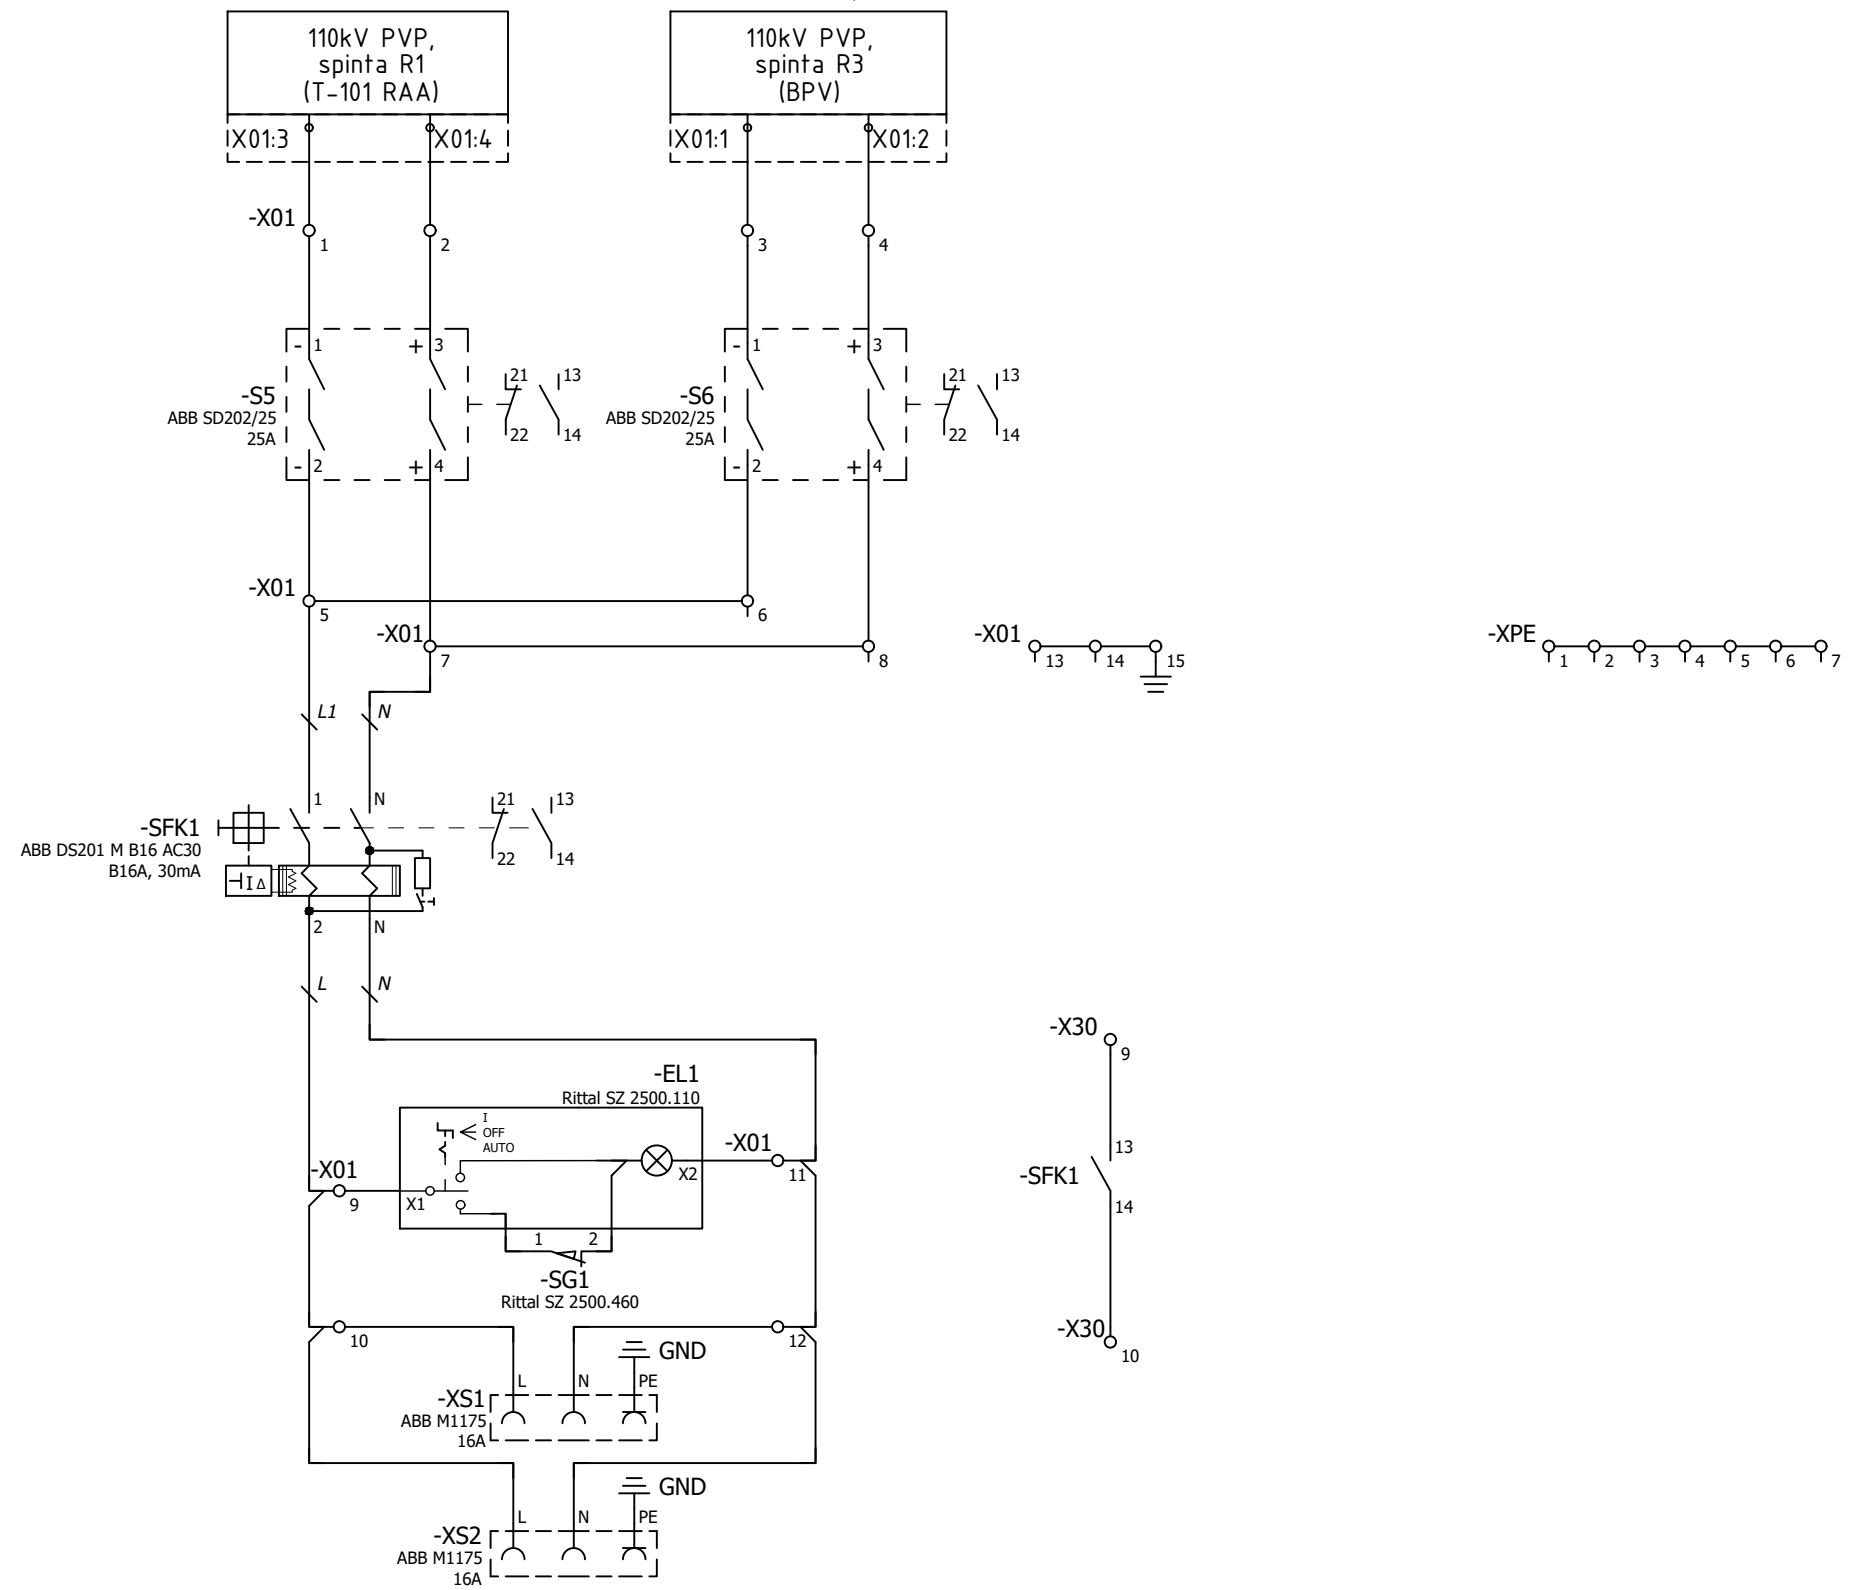 110kV PVP,
spinta R1
(T-101 RAA)
110kV PVP,
spinta R3
(BPV)
X01:3
X01:4
X01:1
X01:2
-X01
1
2
3
4
- 1
+ 3
- 1
+ 3
-S5
ABB SD202/25
25A
21
13
22
14
- 2
+ 4
-S6
ABB SD202/25
25A
21
13
22
14
- 2
+ 4
-X01
5
6
-X01
7
8
-X01
13
14
15
-XPE
1
2
3
4
5
6
7
L1
N
1
N
-SFK1
ABB DS201 M B16 AC30
B16A, 30mA
21
13
22
14
I Δ
2
N
L
N
-EL1
Rittal SZ 2500.110
I
OFF
AUTO
-X01
9
X1
X2
-X01
11
1
2
-SG1
Rittal SZ 2500.460
10
12
GND
L
N
PE
-XS1
ABB M1175
16A
GND
L
N
PE
-XS2
ABB M1175
16A
-X30
9
13
-SFK1
14
-X30
10